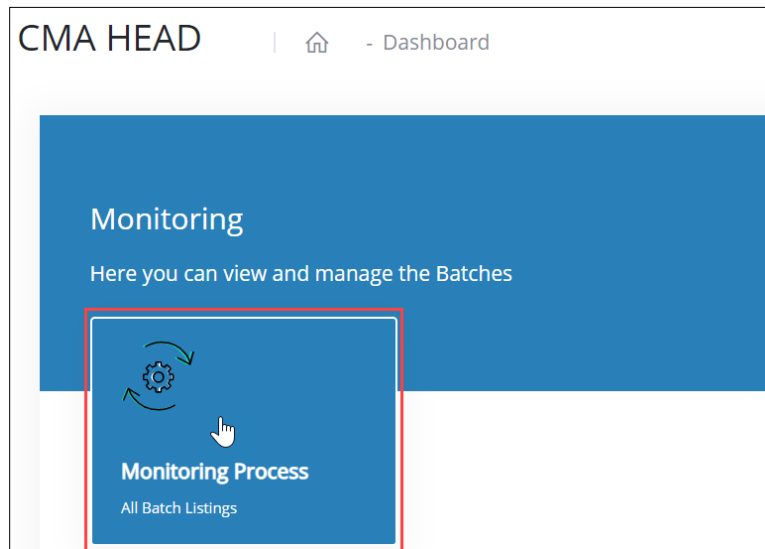 CMA HEAD | - Dashboard
Monitoring
Here you can view and manage the Batches
Monitoring Process
All Batch Listings